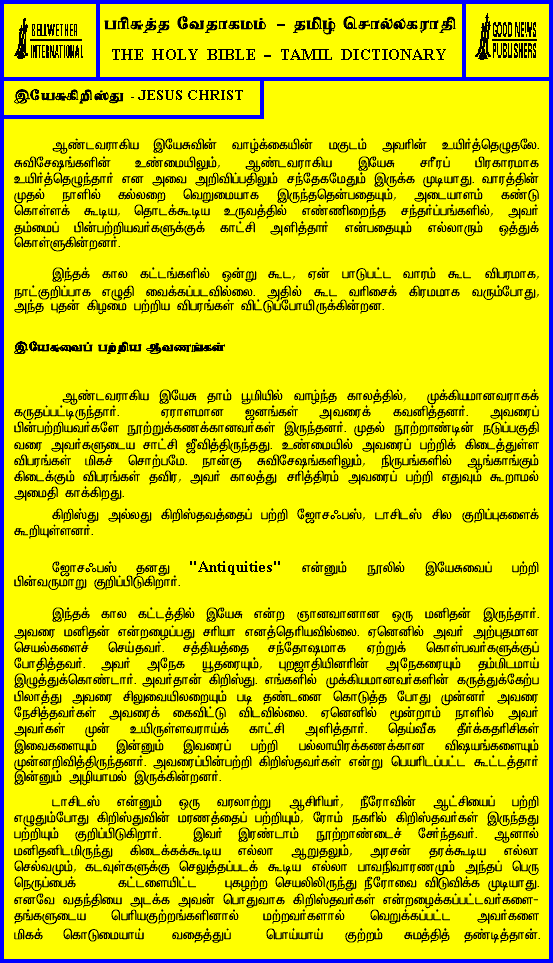 BELLWETHER
INTERNATIONAL
பரிசுத்த வேதாகமம் – தமிழ் சொல்லகராதி
THE HOLY BIBLE – TAMIL DICTIONARY
GOOD NEWS
PUBLISHERS
இயேசுகிறிஸ்து - JESUS CHRIST
ஆண்டவராகிய இயேசுவின் வாழ்க்கையின் மகுடம் அவரின் உயிர்த்தெழுதலே.
சுவிசேஷங்களின் உண்மையிலும், ஆண்டவராகிய இயேசு சரீரப் பிரகாரமாக
உயிர்த்தெழுந்தார் என அவை அறிவிப்பதிலும் சந்தேகமேதும் இருக்க முடியாது. வாரத்தின்
முதல் நாளில் கல்லறை வெறுமையாக இருந்ததென்பதையும், அடையாளம் கண்டு
கொள்ளக் கூடிய, தொடக்கூடிய உருவத்தில் எண்ணிறைந்த சந்தர்ப்பங்களில், அவர்
தம்மைப் பின்பற்றியவர்களுக்குக் காட்சி அளித்தார் என்பதையும் எல்லாரும் ஒத்துக்
கொள்ளுகின்றனர்.
இந்தக் கால கட்டங்களில் ஒன்று கூட, ஏன் பாடுபட்ட வாரம் கூட விபரமாக,
நாட்குறிப்பாக எழுதி வைக்கப்படவில்லை. அதில் கூட வரிசைக் கிரமமாக வரும்போது,
அந்த புதன் கிழமை பற்றிய விபரங்கள் விட்டுப்போயிருக்கின்றன.
இயேசுவைப் பற்றிய ஆவணங்கள்
ஆண்டவராகிய இயேசு தாம் பூமியில் வாழ்ந்த காலத்தில், முக்கியமானவராகக்
கருதப்பட்டிருந்தார். ஏராளமான ஜனங்கள் அவரைக் கவனித்தனர். அவரைப்
பின்பற்றியவர்களே நூற்றுக்கணக்கானவர்கள் இருந்தனர். முதல் நூற்றாண்டின் நடுப்பகுதி
வரை அவர்களுடைய சாட்சி ஜீவித்திருந்தது. உண்மையில் அவரைப் பற்றிக் கிடைத்துள்ள
விபரங்கள் மிகச் சொற்பமே. நான்கு சுவிசேஷங்களிலும், நிருபங்களில் ஆங்காங்கும்
கிடைக்கும் விபரங்கள் தவிர, அவர் காலத்து சரித்திரம் அவரைப் பற்றி எதுவும் கூறாமல்
அமைதி காக்கிறது.
கிறிஸ்து அல்லது கிறிஸ்தவத்தைப் பற்றி ஜோசஃபஸ், டாசிடஸ் சில குறிப்புகளைக்
கூறியுள்ளனர்.
ஜோசஃபஸ் தனது "Antiquities" என்னும் நூலில் இயேசுவைப் பற்றி
பின்வருமாறு குறிப்பிடுகிறார்.
இந்தக் கால கட்டத்தில் இயேசு என்ற ஞானவானான ஒரு மனிதன் இருந்தார்.
அவரை மனிதன் என்றழைப்பது சரியா எனத்தெரியவில்லை. ஏனெனில் அவர் அற்புதமான
செயல்களைச் செய்தவர். சத்தியத்தை சந்தோஷமாக ஏற்றுக் கொள்பவர்களுக்குப்
போதித்தவர். அவர் அநேக யூதரையும், புறஜாதியினரின் அநேகரையும் தம்மிடமாய்
இழுத்துக்கொண்டார். அவர்தான் கிறிஸ்து. எங்களில் முக்கியமானவர்களின் கருத்துக்கேற்ப
பிலாத்து அவரை சிலுவையிலறையும் படி தண்டனை கொடுத்த போது முன்னர் அவரை
நேசித்தவர்கள் அவரைக் கைவிட்டு விடவில்லை. ஏனெனில் மூன்றாம் நாளில் அவர்
அவர்கள் முன் உயிருள்ளவராய்க் காட்சி அளித்தார். தெய்வீக தீர்க்கதரிசிகள்
இவைகளையும் இன்னும் இவரைப் பற்றி பல்லாயிரக்கணக்கான விஷயங்களையும்
முன்னறிவித்திருந்தனர். அவரைப்பின்பற்றி கிறிஸ்தவர்கள் என்று பெயரிடப்பட்ட கூட்டத்தார்
இன்னும் அழியாமல் இருக்கின்றனர்.
டாசிடஸ் என்னும் ஒரு வரலாற்று ஆசிரியர், நீரோவின் ஆட்சியைப் பற்றி
எழுதும்போது கிறிஸ்துவின் மரணத்தைப் பற்றியும், ரோம் நகரில் கிறிஸ்தவர்கள் இருந்தது
பற்றியும் குறிப்பிடுகிறார். இவர் இரண்டாம் நூற்றாண்டைச் சேர்ந்தவர். ஆனால்
மனிதனிடமிருந்து கிடைக்கக்கூடிய எல்லா ஆறுதலும், அரசன் தரக்கூடிய எல்லா
செல்வமும், கடவுள்களுக்கு செலுத்தப்படக் கூடிய எல்லா பாவநிவாரணமும் அந்தப் பெரு
நெருப்பைக் கட்டளையிட்ட புகழற்ற செயலிலிருந்து நீரோவை விடுவிக்க முடியாது.
எனவே வதந்தியை அடக்க அவன் பொதுவாக கிறிஸ்தவர்கள் என்றழைக்கப்பட்டவர்களை-
தங்களுடைய பெரியகுற்றங்களினால் மற்றவர்களால் வெறுக்கப்பட்ட அவர்களை
மிகக் கொடுமையாய் வதைத்துப் பொய்யாய் குற்றம் சுமத்தித் தண்டித்தான்.